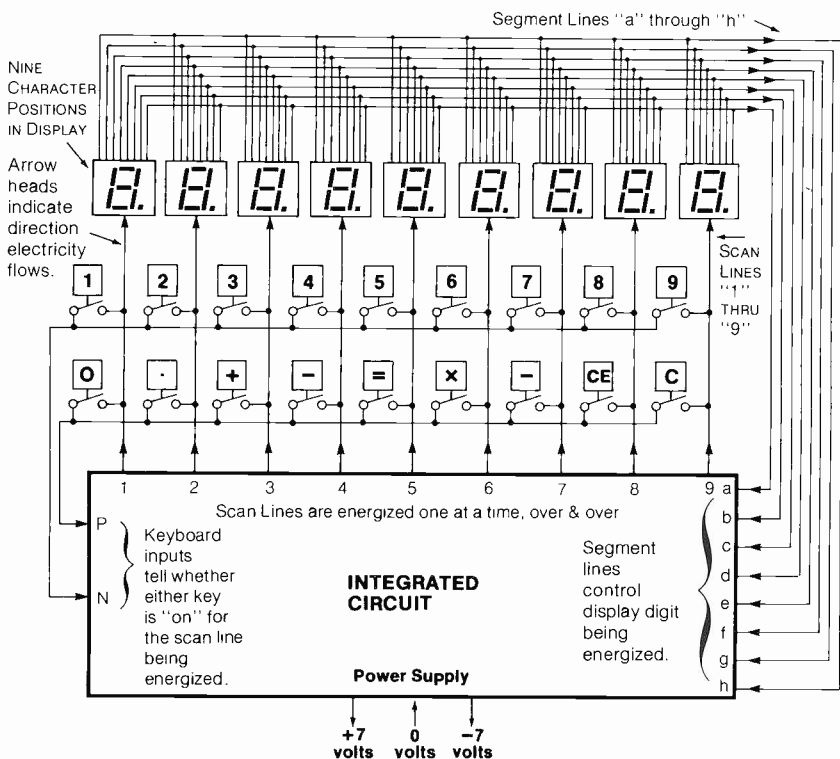 Segment Lines "a" through "h"
NINE
CHARACTER
POSITIONS
IN DISPLAY
Arrow
heads
indicate
direction
electricity
flows.
SCAN
LINES
"1"
THRU
"9"
1 2 3 4 5 6 7 8 9
0 · + − = × − CE C
1 2 3 4 5 6 7 8 9
Scan Lines are energized one at a time, over & over
P
N
Keyboard
inputs
tell whether
either key
is "on" for
the scan line
being
energized.
INTEGRATED
CIRCUIT
Segment
lines
control
display digit
being
energized.
a
b
c
d
e
f
g
h
Power Supply
+7 0 −7
volts volts volts